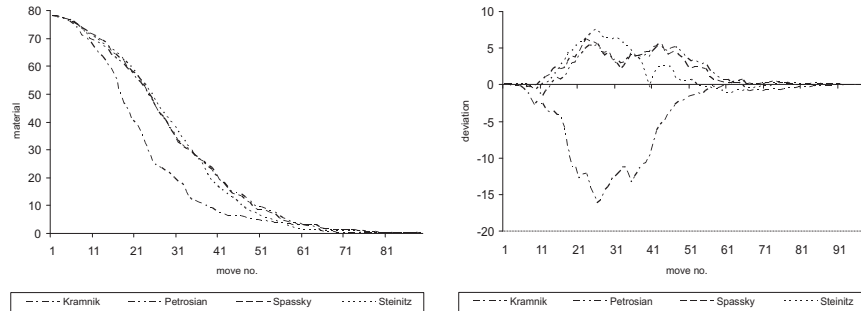 80
70
60
50
40
30
20
10
0
material
1 11 21 31 41 51 61 71 81
move no.
Kramnik Petrosian Spassky Steinitz
10
5
0
-5
-10
-15
-20
deviation
1 11 21 31 41 51 61 71 81 91
move no.
Kramnik Petrosian Spassky Steinitz